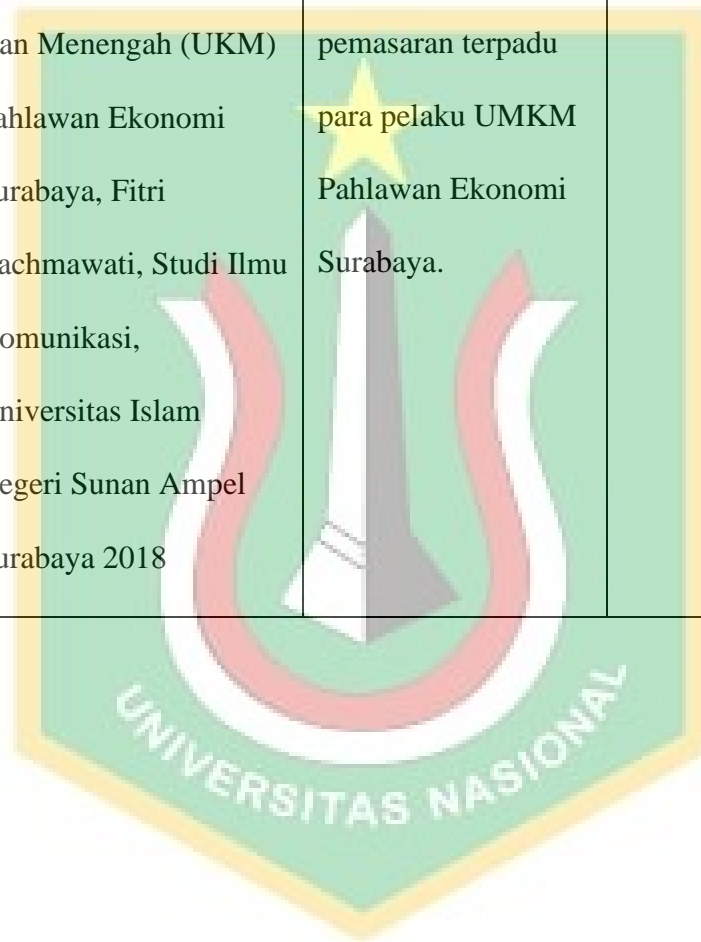 an Menengah (UKM)
ahlawan Ekonomi
urabaya, Fitri
achmawati, Studi Ilmu
omunikasi,
niversitas Islam
egeri Sunan Ampel
urabaya 2018
pemasaran terpadu
para pelaku UMKM
Pahlawan Ekonomi
Surabaya.
UNIVERSITAS NASIONAL